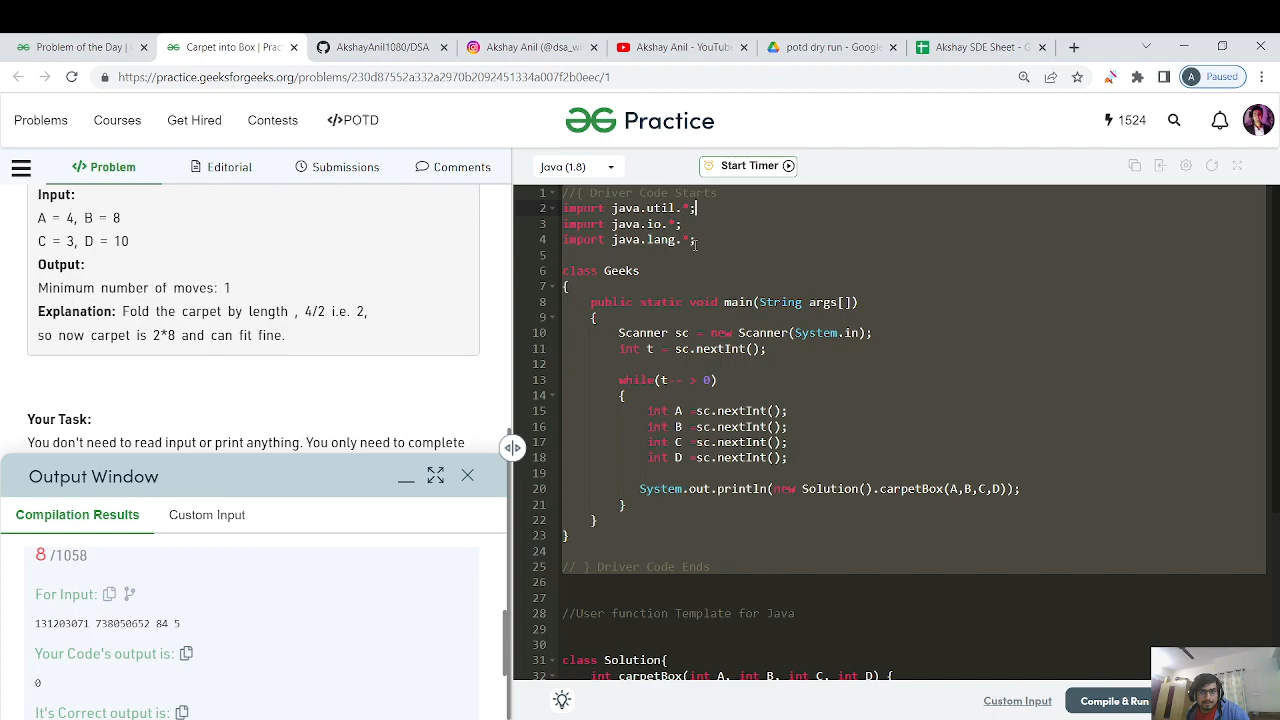 Problem of the Day |
Carpet into Box | Prac
AkshayAnil1080/DSA
Akshay Anil (@dsa_wi
Akshay Anil - YouTube
potd dry run - Google
Akshay SDE Sheet - G
https://practice.geeksforgeeks.org/problems/230d87552a332a2970b2092451334a007f2b0eec/1
A Paused
Problems Courses Get Hired Contests </>POTD
Practice
1524
</> Problem Editorial Submissions Comments
Java (1.8) Start Timer
Input:
A = 4, B = 8
C = 3, D = 10
Output:
Minimum number of moves: 1
Explanation: Fold the carpet by length , 4/2 i.e. 2,
so now carpet is 2*8 and can fit fine.
Your Task:
You don't need to read input or print anything. You only need to complete
Output Window
Compilation Results Custom Input
8 /1058
For Input:
131203071 738050652 84 5
Your Code's output is:
0
It's Correct output is:
1 //{ Driver Code Starts
2 import java.util.*;
3 import java.io.*;
4 import java.lang.*;
5
6 class Geeks
7 {
8 public static void main(String args[])
9 {
10 Scanner sc = new Scanner(System.in);
11 int t = sc.nextInt();
12
13 while(t-- > 0)
14 {
15 int A =sc.nextInt();
16 int B =sc.nextInt();
17 int C =sc.nextInt();
18 int D =sc.nextInt();
19
20 System.out.println(new Solution().carpetBox(A,B,C,D));
21 }
22 }
23 }
24
25 // } Driver Code Ends
26
27
28 //User function Template for Java
29
30
31 class Solution{
32 int carpetBox(int A, int B, int C, int D) {
Custom Input Compile & Run